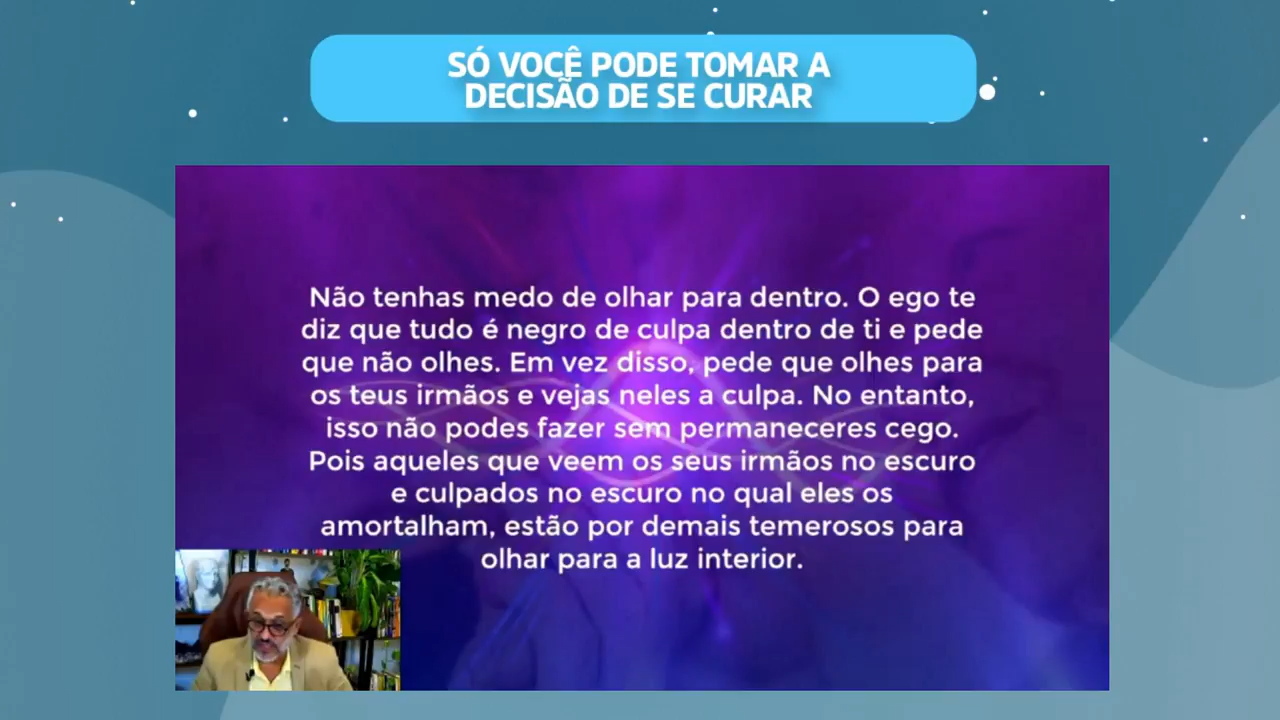 SÓ VOCÊ PODE TOMAR A
DECISÃO DE SE CURAR
Não tenhas medo de olhar para dentro. O ego te
diz que tudo é negro de culpa dentro de ti e pede
que não olhes. Em vez disso, pede que olhes para
os teus irmãos e vejas neles a culpa. No entanto,
isso não podes fazer sem permaneceres cego.
Pois aqueles que veem os seus irmãos no escuro
e culpados no escuro no qual eles os
amortalham, estão por demais temerosos para
olhar para a luz interior.